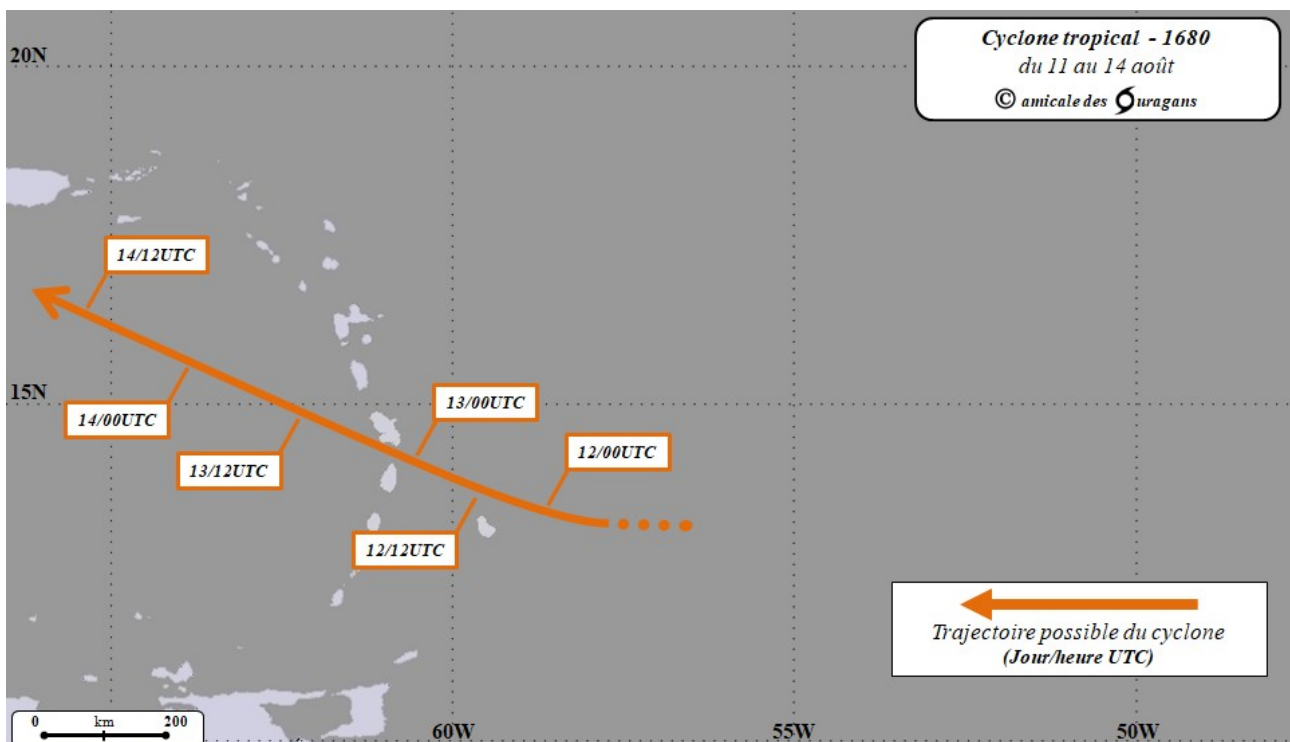 20N
Cyclone tropical - 1680
du 11 au 14 août
© amicale des Ouragans
14/12UTC
15N
13/00UTC
14/00UTC
12/00UTC
13/12UTC
12/12UTC
Trajectoire possible du cyclone
(Jour/heure UTC)
0 km 200
60W 55W 50W